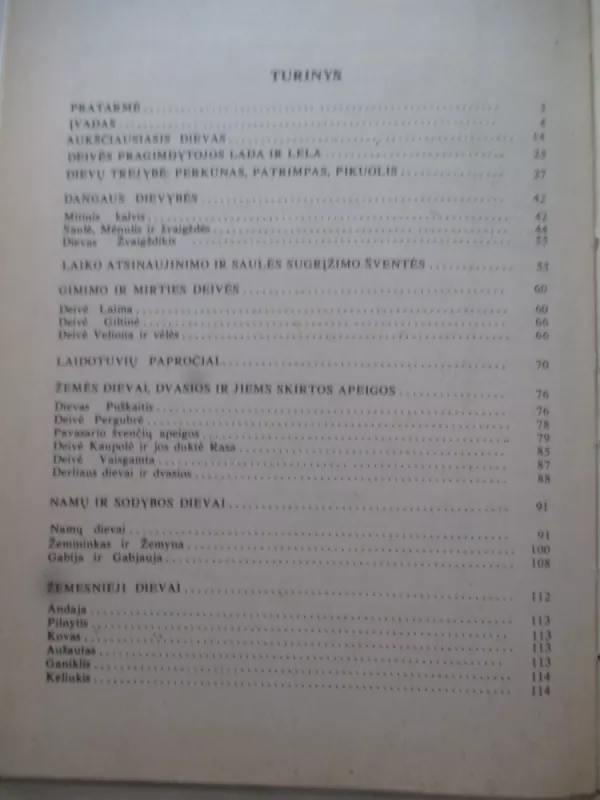 TURINYS
PRATARMĖ 3
ĮVADAS 6
AUKŠČIAUSIASIS DIEVAS 14
DEIVĖS PRAGIMDYTOJOS LADA IR LĖLA 25
DIEVŲ TREJYBĖ: PERKŪNAS, PATRIMPAS, PIKUOLIS 27
DANGAUS DIEVYBĖS 42
Mitinis kalvis 42
Saulė, Mėnulis ir žvaigždės 44
Dievas Žvaigždikis 53
LAIKO ATSINAUJINIMO IR SAULĖS SUGRĮŽIMO ŠVENTĖS 55
GIMIMO IR MIRTIES DEIVĖS 60
Deivė Laima 60
Deivė Giltinė 66
Deivė Veliona ir vėlės 66
LAIDOTUVIŲ PAPROČIAI 70
ŽEMĖS DIEVAI, DVASIOS IR JIEMS SKIRTOS APEIGOS 76
Dievas Puškaitis 76
Deivė Pergubrė 78
Pavasario švenčių apeigos 79
Deivė Kaupolė ir jos duktė Rasa 85
Deivė Vaisgamta 87
Derliaus dievai ir dvasios 88
NAMŲ IR SODYBOS DIEVAI 91
Namų dievai 91
Žemininkas ir Žemyna 100
Gabija ir Gabjauja 108
ŽEMESNIEJI DIEVAI 112
Andaja 113
Pilnytis 113
Kovas 113
Aušautas 113
Ganiklis 114
Keliukis 114